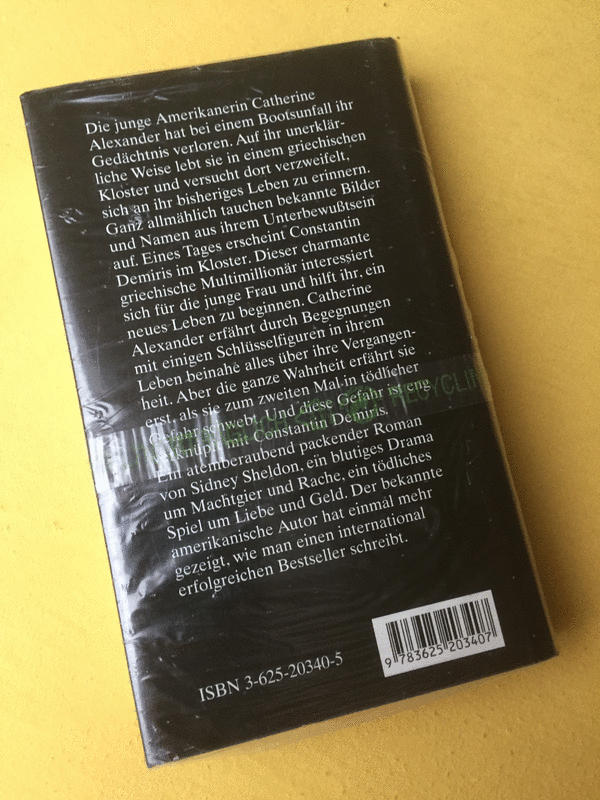 Die junge Amerikanerin Catherine
Alexander hat bei einem Bootsunfall ihr
Gedächtnis verloren. Auf ihr unerklär-
liche Weise lebt sie in einem griechischen
Kloster und versucht dort verzweifelt,
sich an ihr bisheriges Leben zu erinnern.
Ganz allmählich tauchen bekannte Bilder
und Namen aus ihrem Unterbewußtsein
auf. Eines Tages erscheint Constantin
Demiris im Kloster. Dieser charmante
griechische Multimillionär interessiert
sich für die junge Frau und hilft ihr, ein
neues Leben zu beginnen. Catherine
Alexander erfährt durch Begegnungen
mit einigen Schlüsselfiguren in ihrem
Leben beinahe alles über ihre Vergangen-
heit. Aber die ganze Wahrheit erfährt sie
erst, als sie zum zweiten Mal in tödlicher
Gefahr schwebt. Und diese Gefahr ist eng
mit Constantin Demiris.
Ein atemberaubend packender Roman
von Sidney Sheldon, ein blutiges Drama
um Machtgier und Rache, ein tödliches
Spiel um Liebe und Geld. Der bekannte
amerikanische Autor hat einmal mehr
gezeigt, wie man einen international
erfolgreichen Bestseller schreibt.
ISBN 3-625-20340-5
9 783625 203407